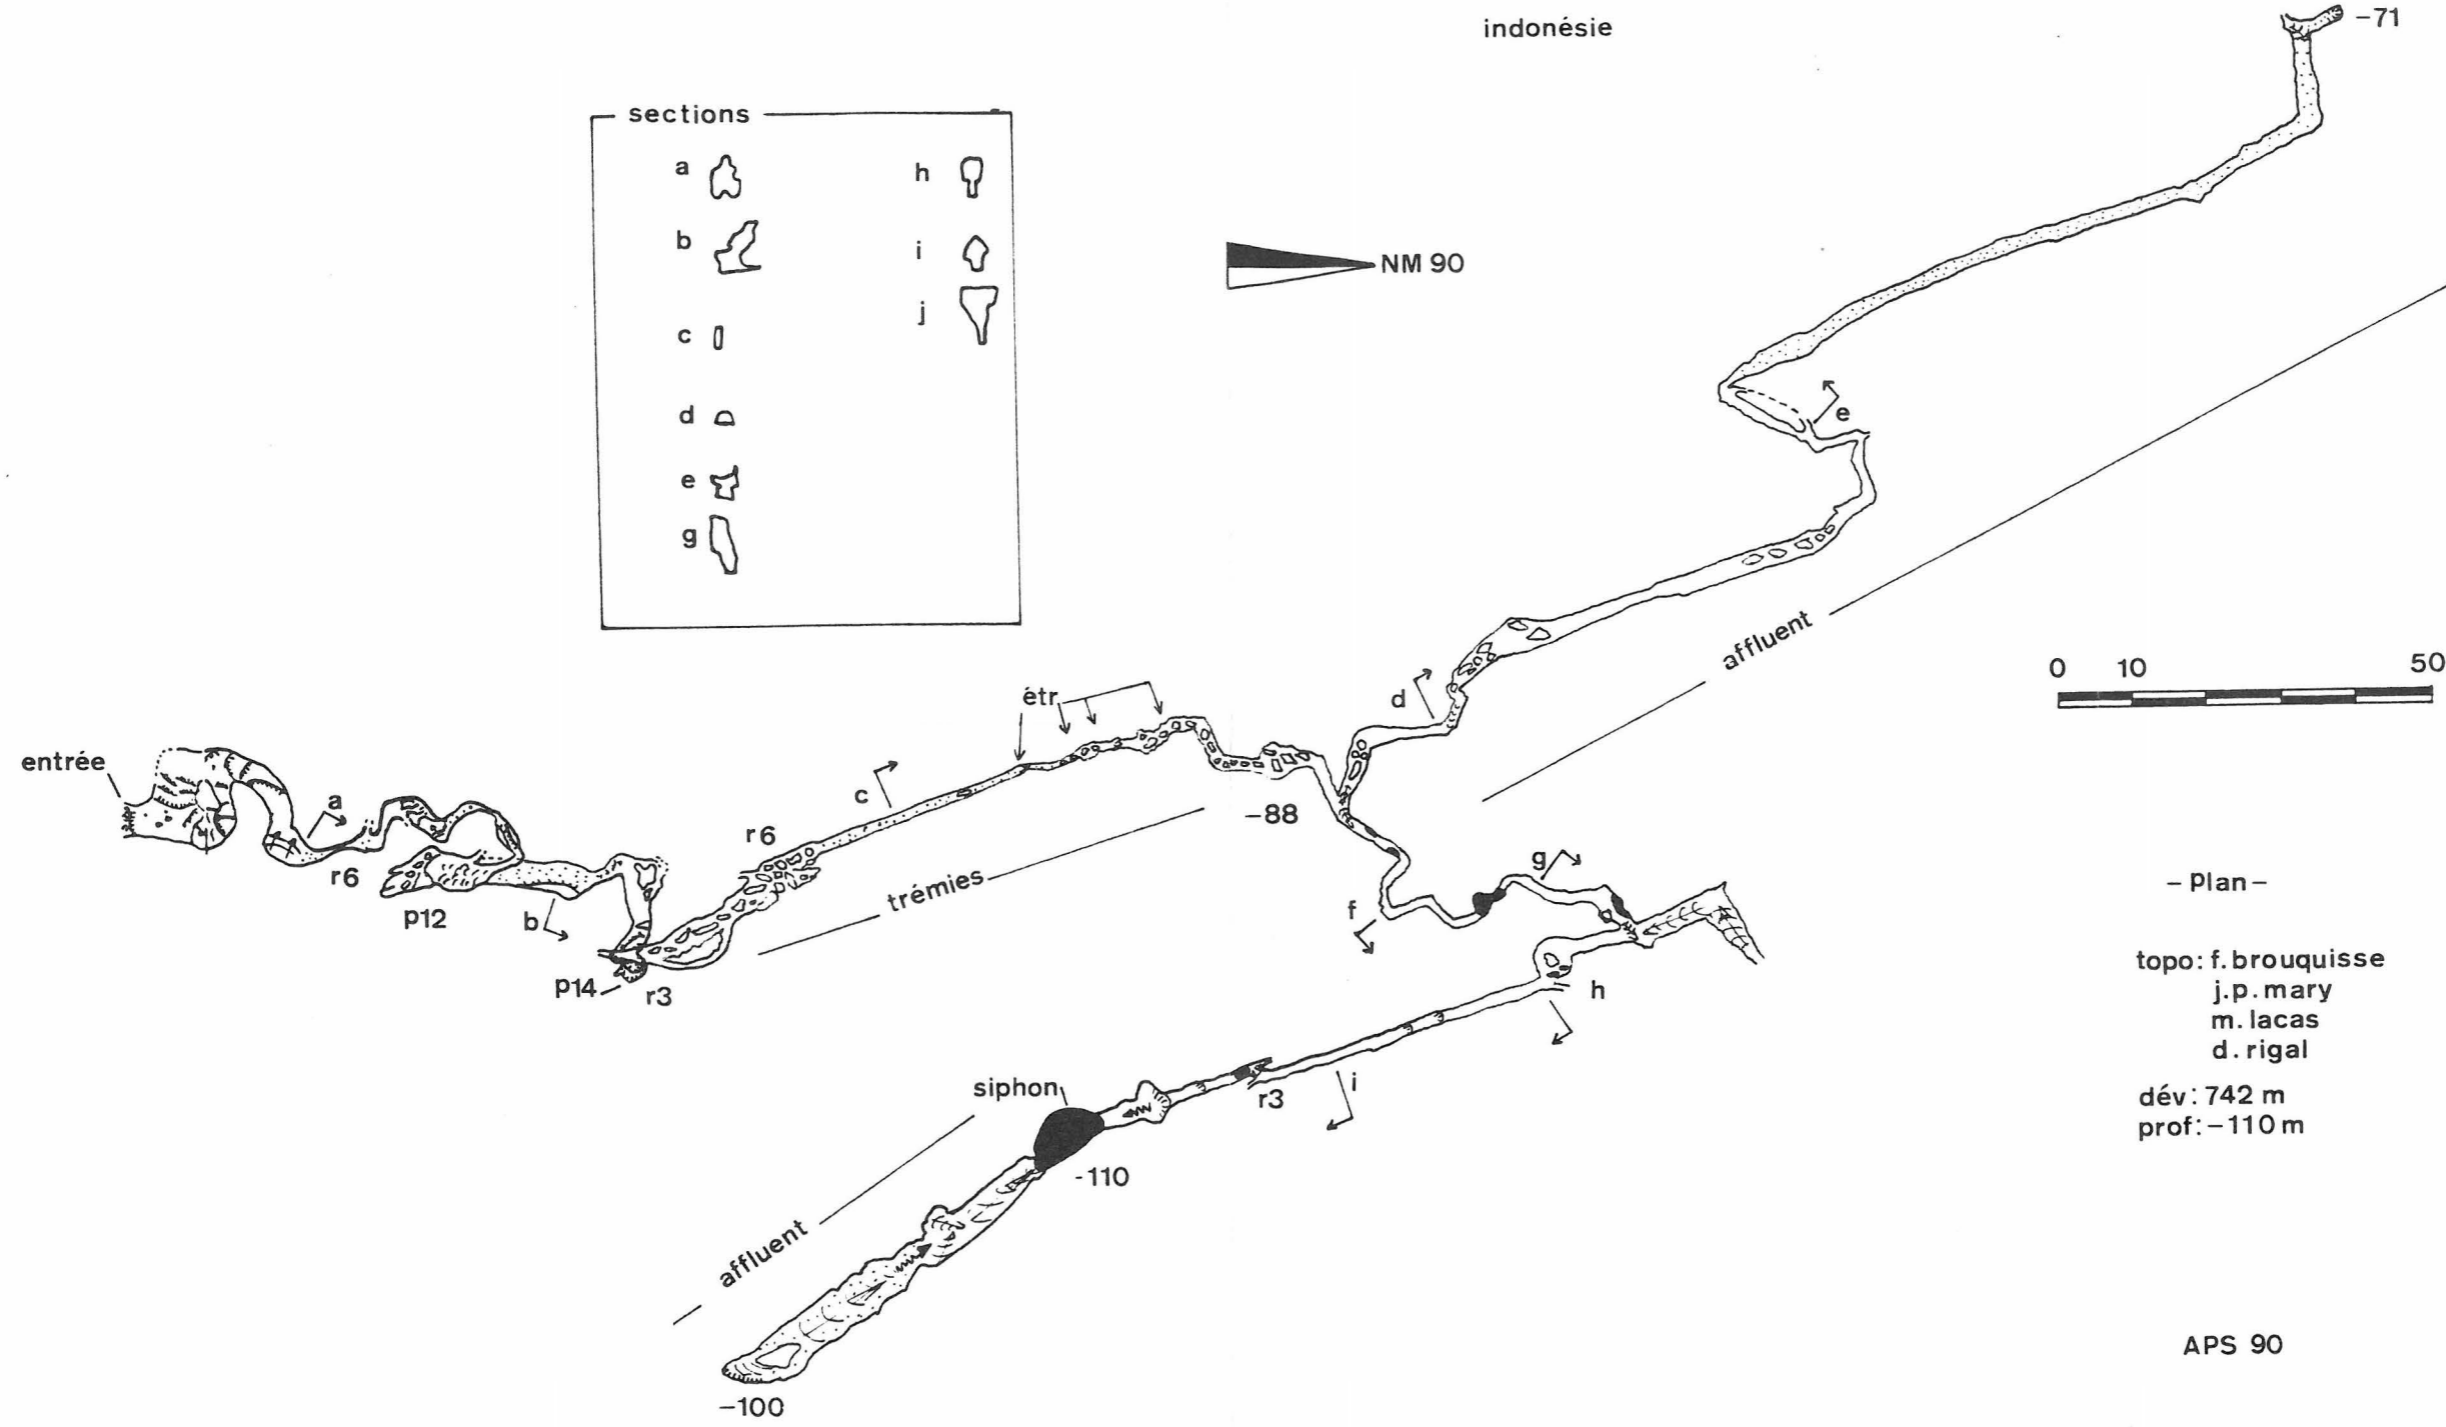 indonésie
-71
sections
a
h
b
i
j
c
d
e
g
NM 90
e
affluent
0 10 50
d
étr.
entrée
a
c
r6
-88
trémies
r6
p12
b
f
g
p14
r3
h
-Plan-
topo: f. brouquisse
j.p. mary
m. lacas
d. rigal
dév: 742 m
prof: -110 m
siphon
r3
i
-110
affluent
-100
APS 90